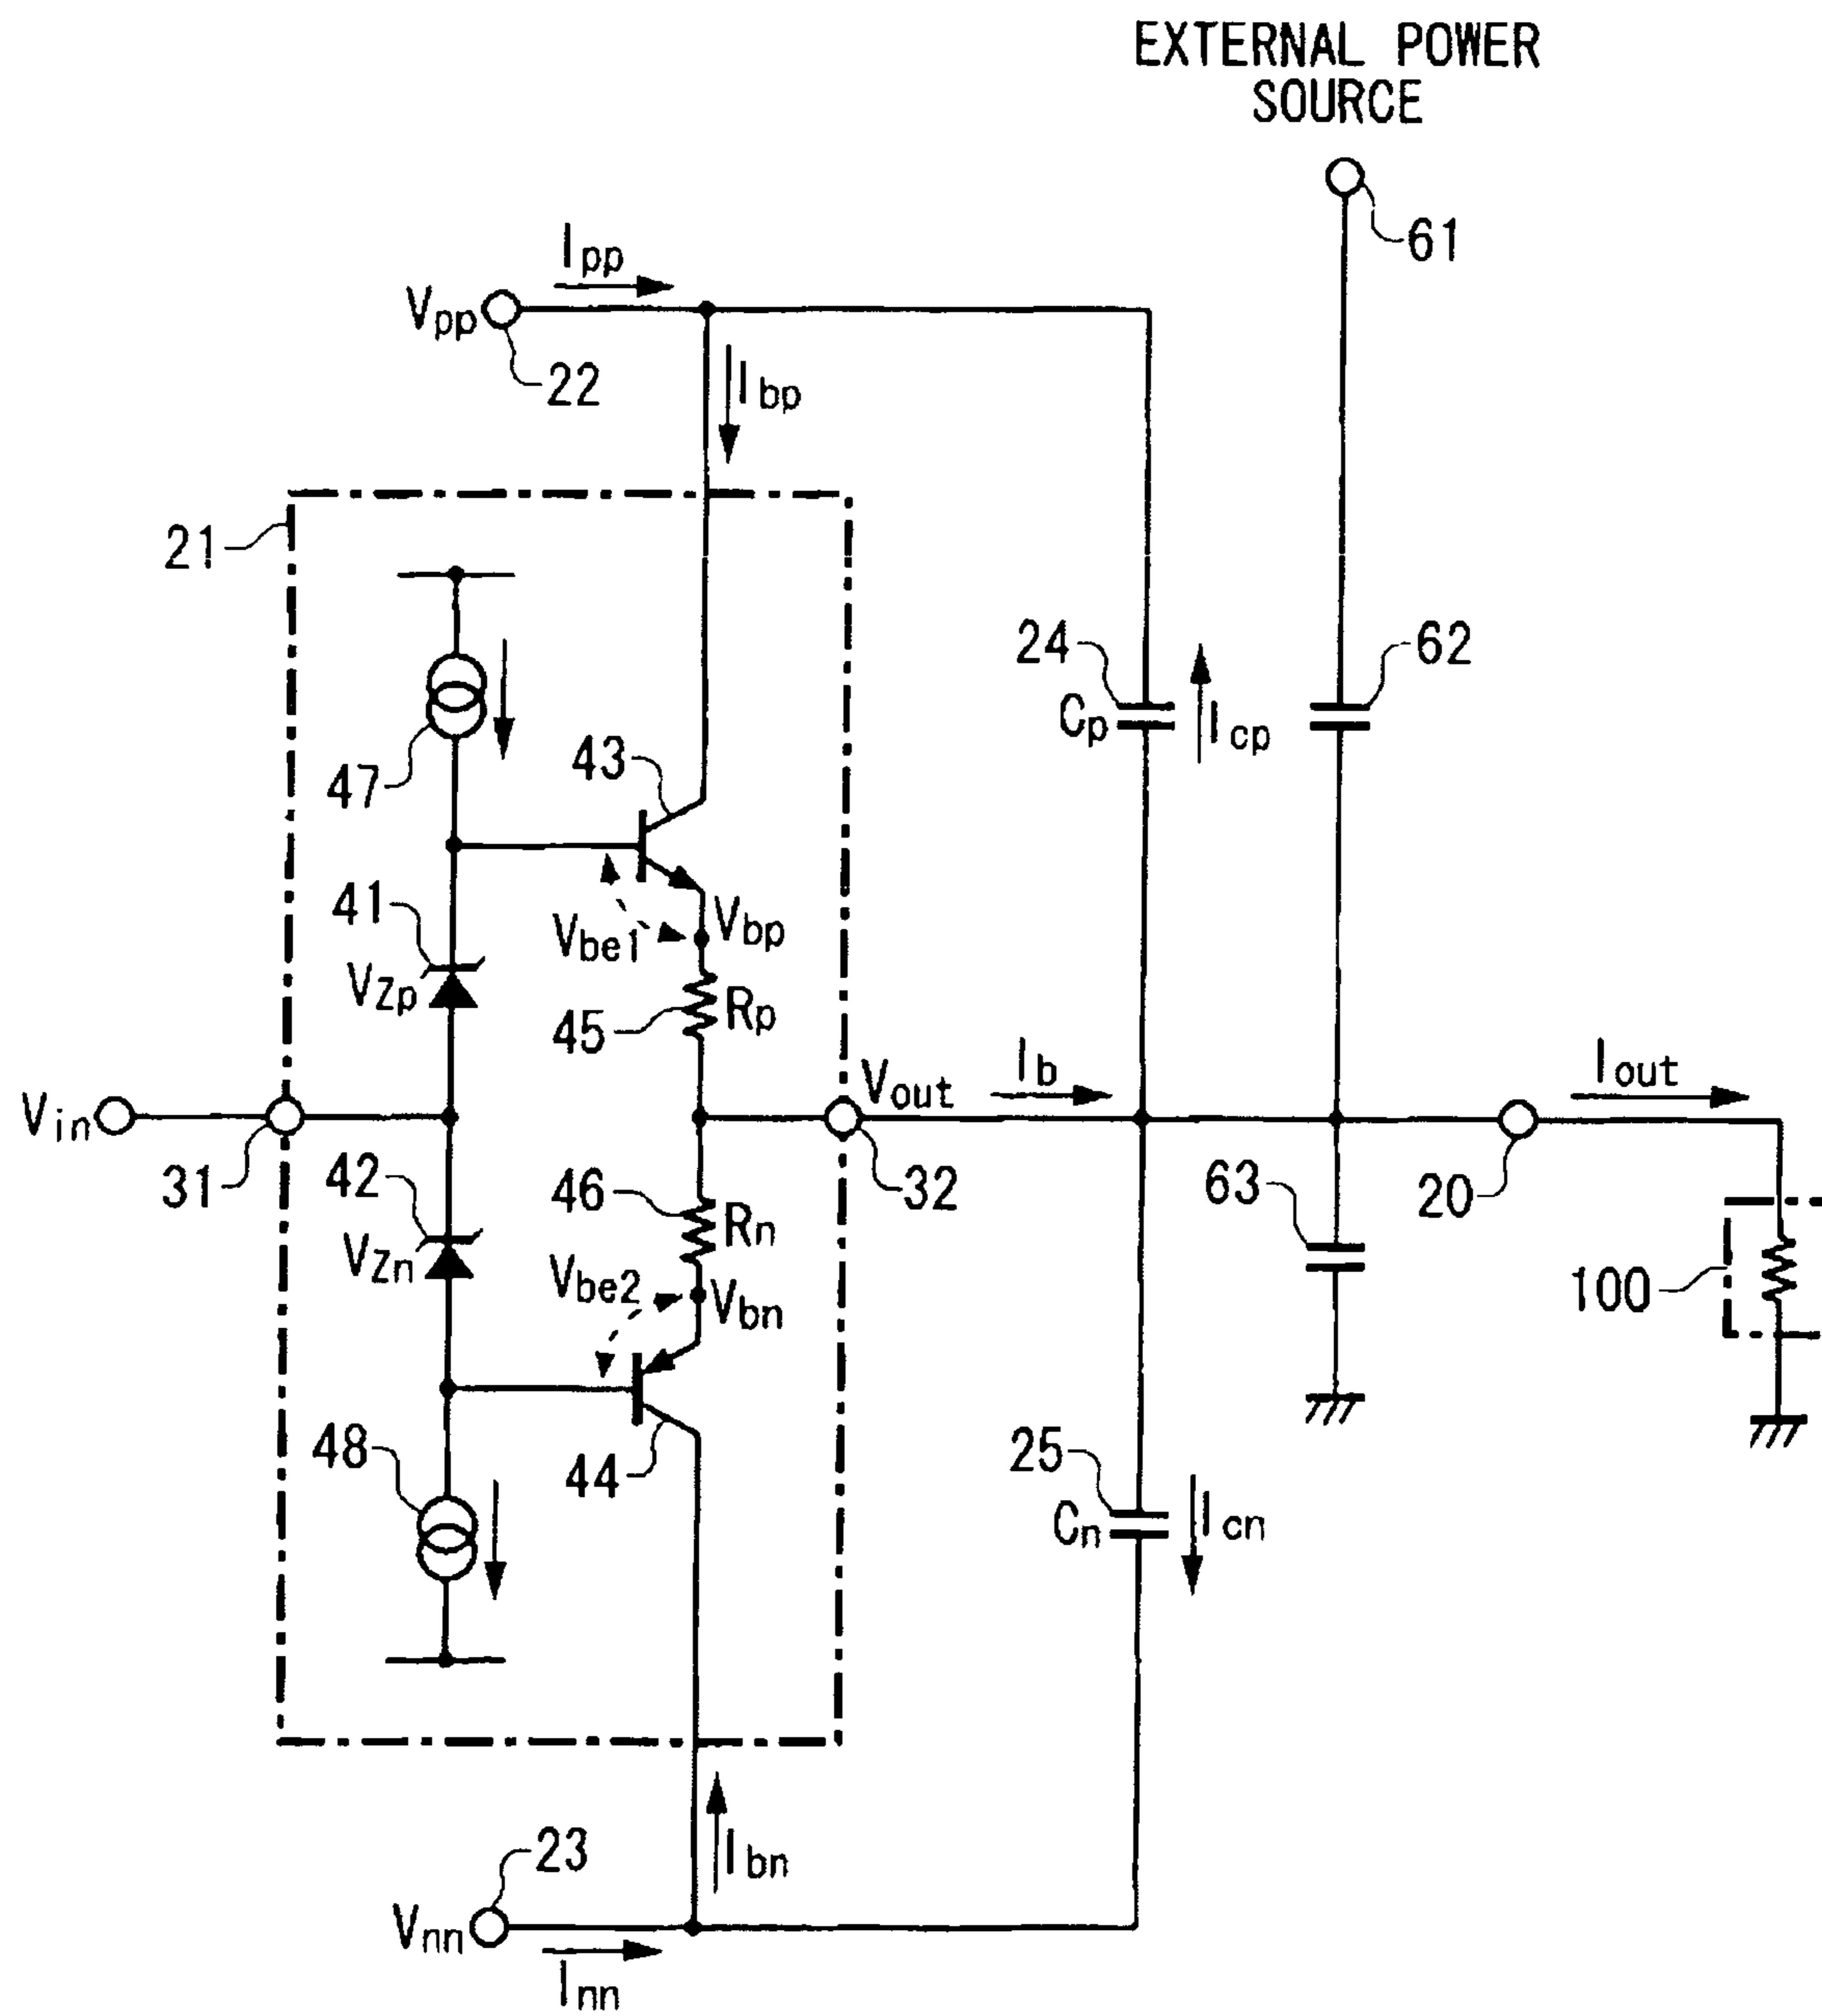 EXTERNAL POWER
SOURCE
61
Ipp
Vpp
22
Ibp
21
24
62
Cp
Icp
47
43
41
Vbe1
Vbp
VZp
45
Rp
Vin
31
Vout
Ib
Iout
32
20
42
46
Rn
63
VZn
Vbe2
Vbn
100
48
44
25
Cn
Icn
23
Ibn
Vnn
Inn